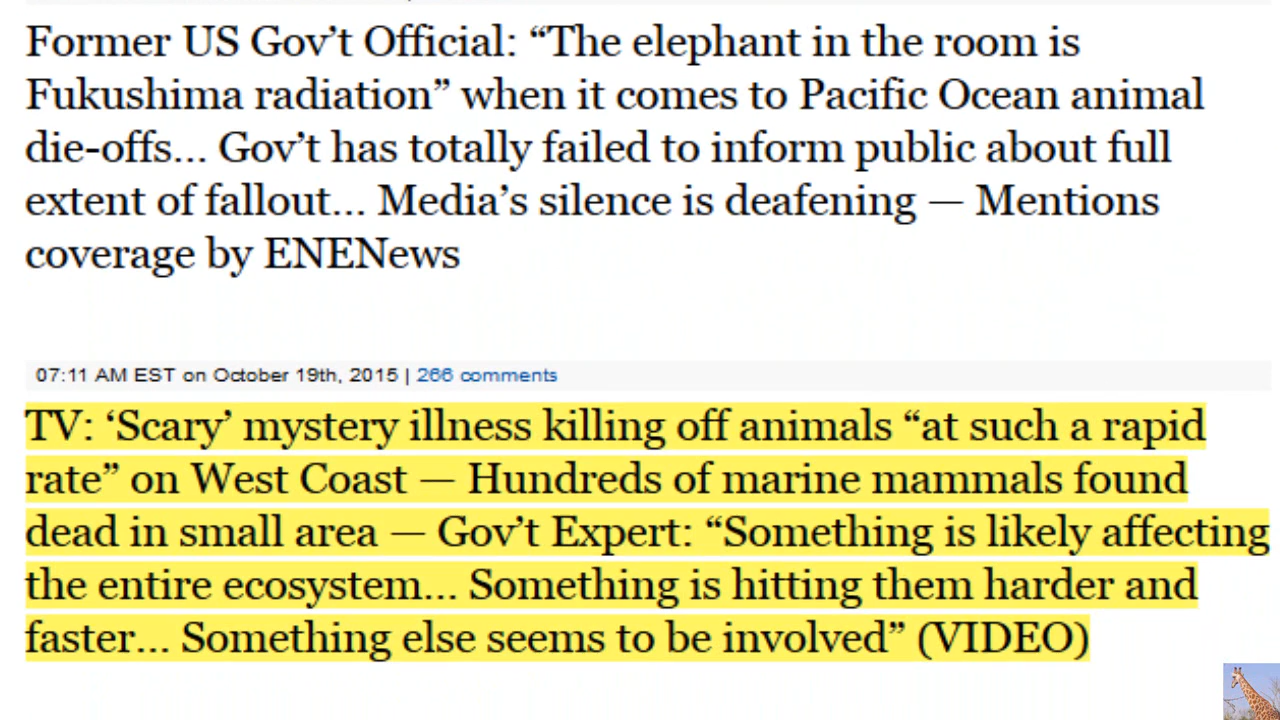 Former US Gov’t Official: “The elephant in the room is
Fukushima radiation” when it comes to Pacific Ocean animal
die-offs… Gov’t has totally failed to inform public about full
extent of fallout… Media’s silence is deafening — Mentions
coverage by ENENews
07:11 AM EST on October 19th, 2015 | 266 comments
TV: ‘Scary’ mystery illness killing off animals “at such a rapid
rate” on West Coast — Hundreds of marine mammals found
dead in small area — Gov’t Expert: “Something is likely affecting
the entire ecosystem… Something is hitting them harder and
faster… Something else seems to be involved” (VIDEO)